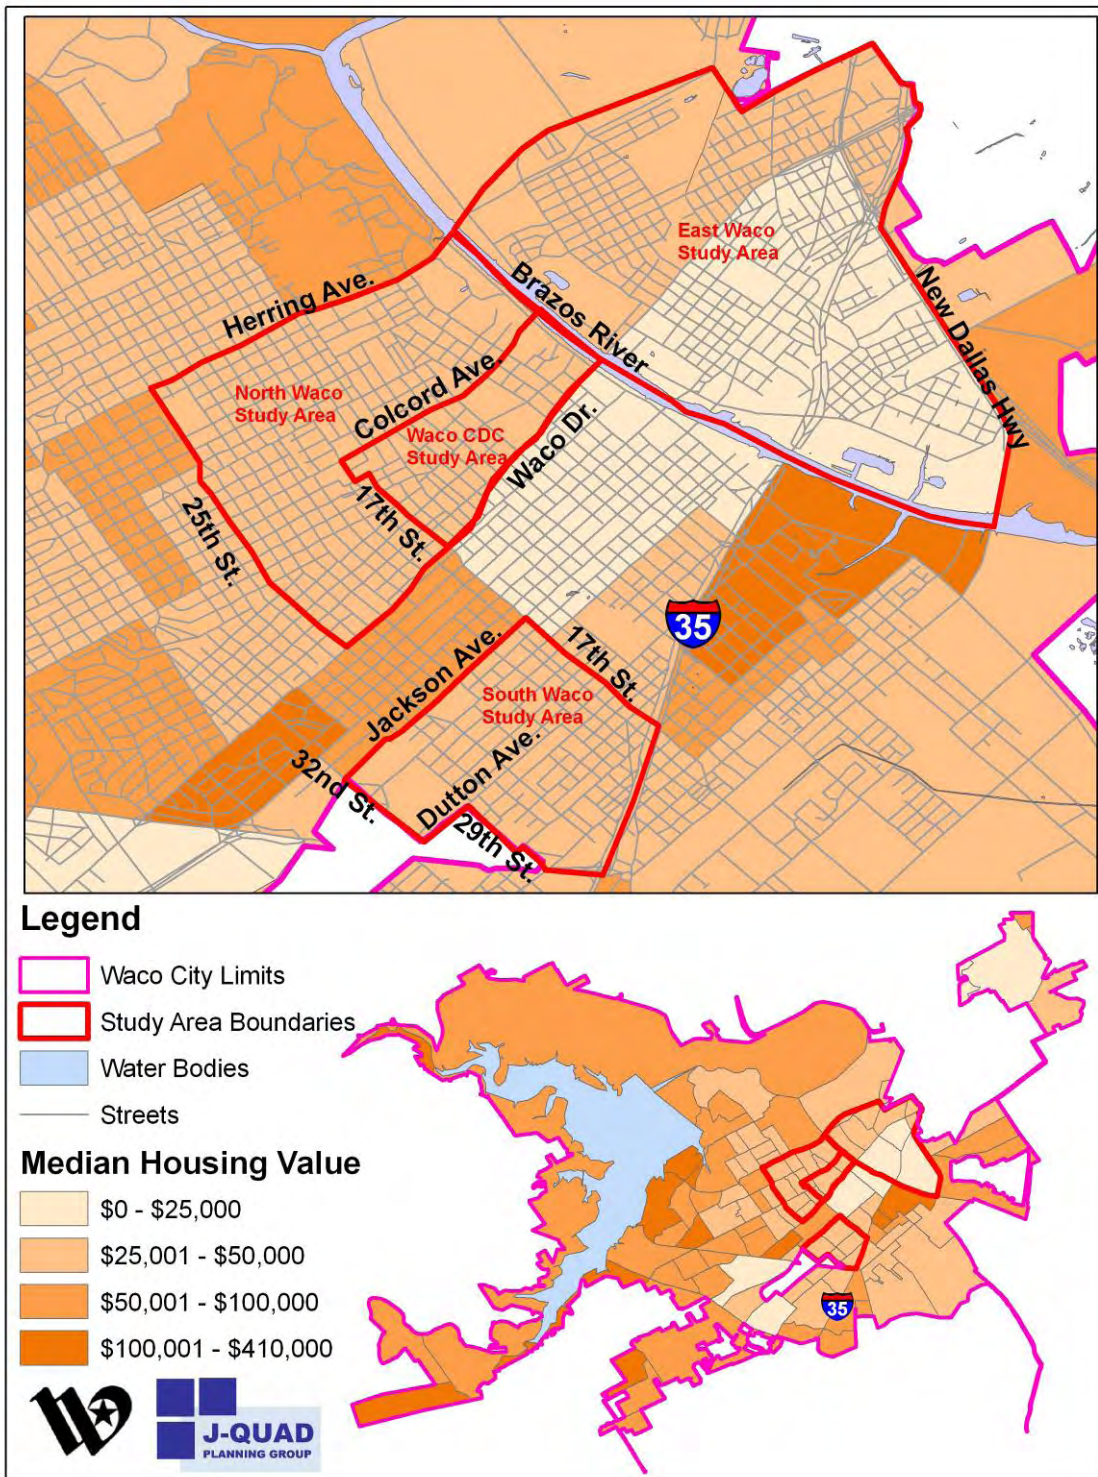 East Waco
Study Area
Brazos River
New Dallas Hwy
Herring Ave.
North Waco
Study Area
Colcord Ave.
Waco CDC
Study Area
Waco Dr.
17th St.
25th St.
35
Jackson Ave.
17th St.
South Waco
Study Area
32nd St.
Dutton Ave.
29th St.
Legend
Waco City Limits
Study Area Boundaries
Water Bodies
Streets
Median Housing Value
$0 - $25,000
$25,001 - $50,000
$50,001 - $100,000
$100,001 - $410,000
35
W
J-QUAD
PLANNING GROUP